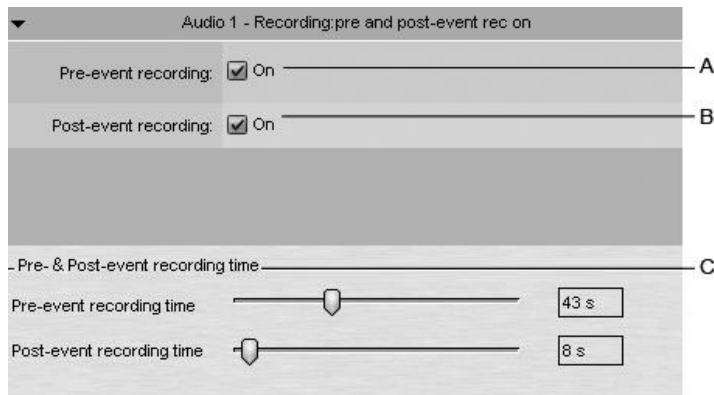 Audio 1 - Recording:pre and post-event rec on
Pre-event recording: On A
Post-event recording: On B
Pre- & Post-event recording time C
Pre-event recording time 43 s
Post-event recording time 8 s